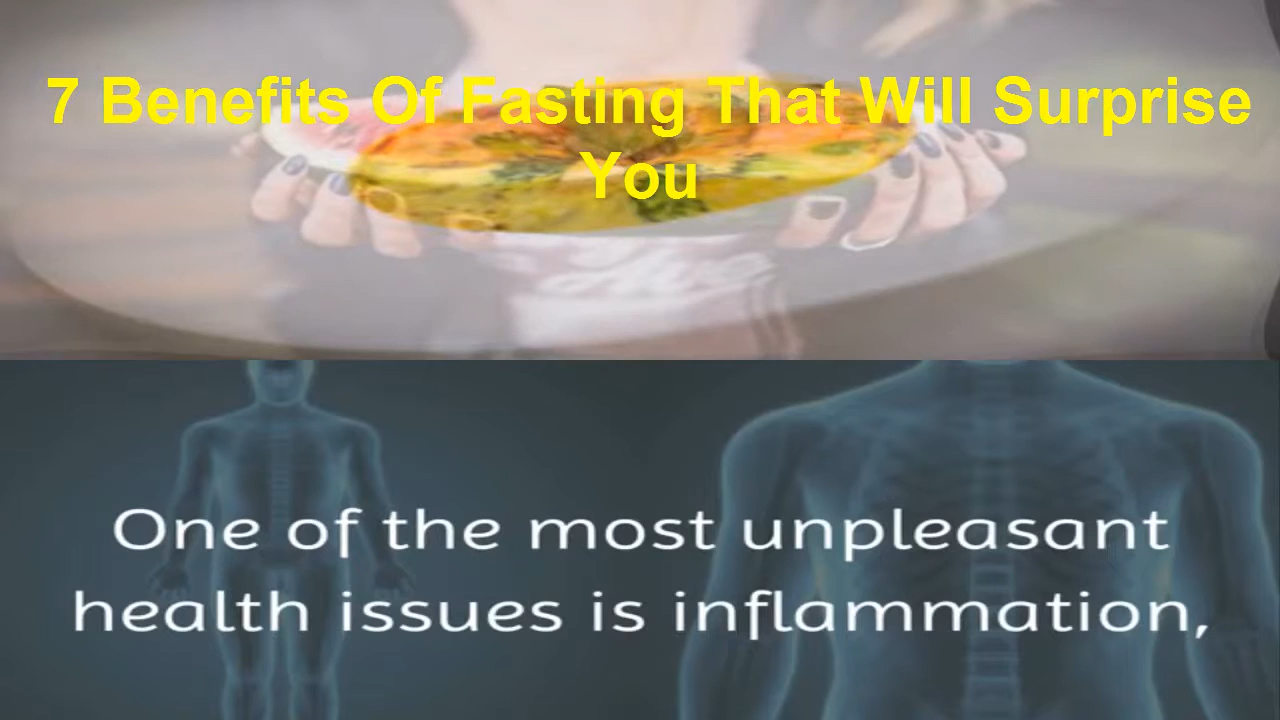 7 Benefits Of Fasting That Will Surprise
You
One of the most unpleasant
health issues is inflammation,